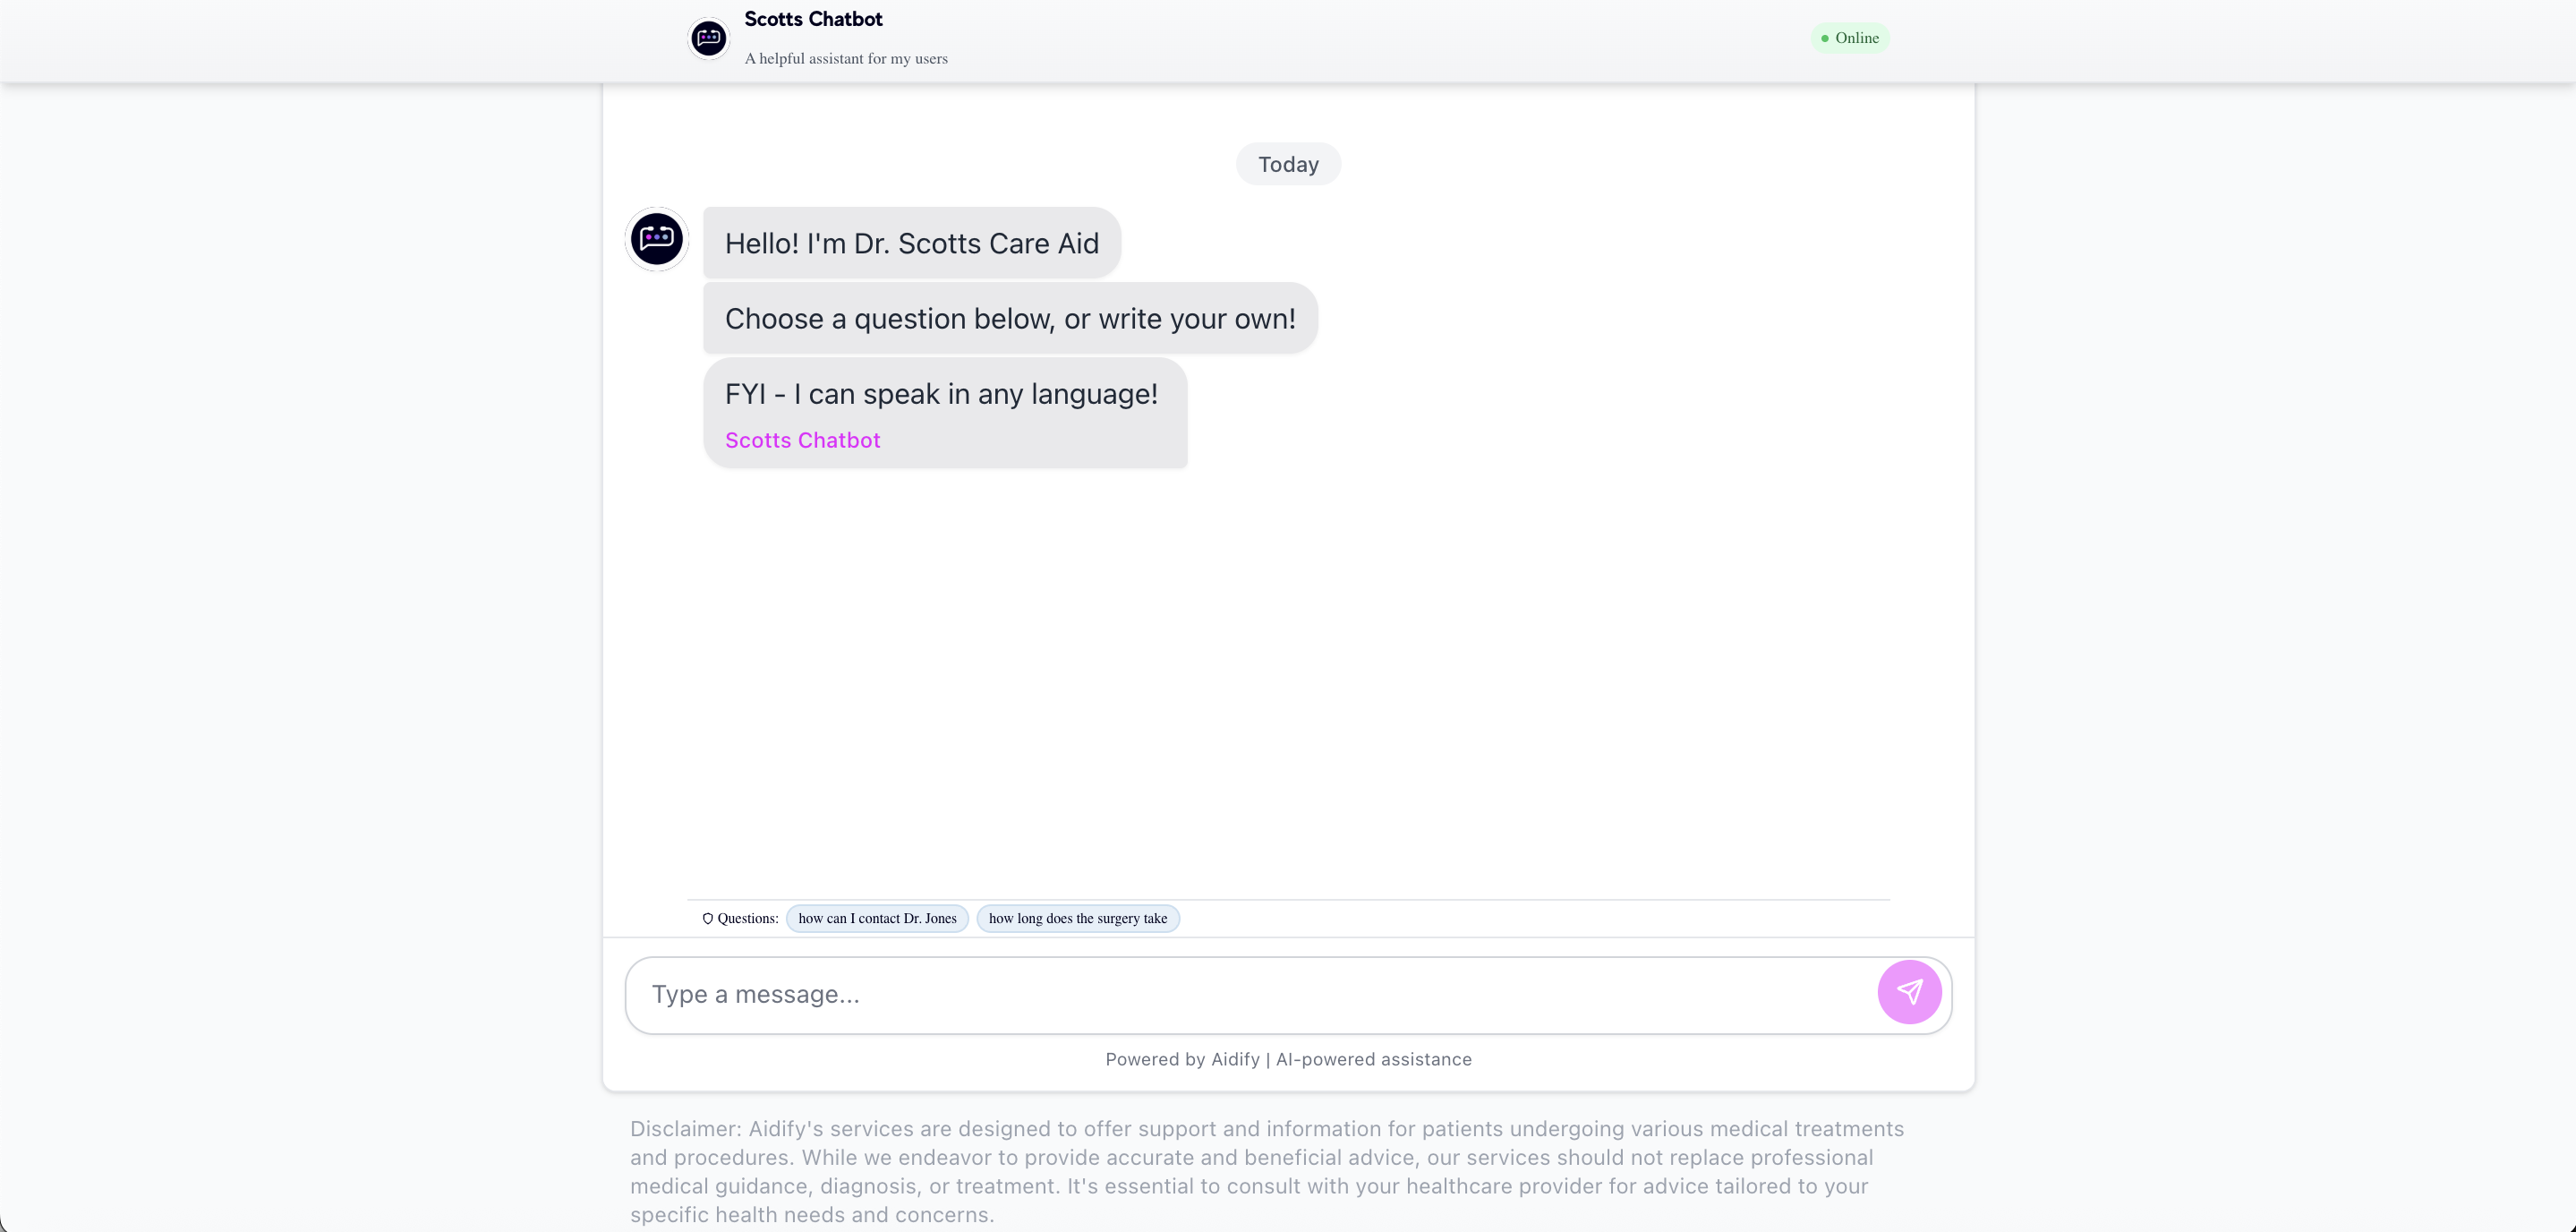 Scotts Chatbot
A helpful assistant for my users
Online
Today
Hello! I'm Dr. Scotts Care Aid
Choose a question below, or write your own!
FYI - I can speak in any language!
Scotts Chatbot
Questions:
how can I contact Dr. Jones
how long does the surgery take
Type a message...
Powered by Aidify | AI-powered assistance
Disclaimer: Aidify's services are designed to offer support and information for patients undergoing various medical treatments
and procedures. While we endeavor to provide accurate and beneficial advice, our services should not replace professional
medical guidance, diagnosis, or treatment. It's essential to consult with your healthcare provider for advice tailored to your
specific health needs and concerns.